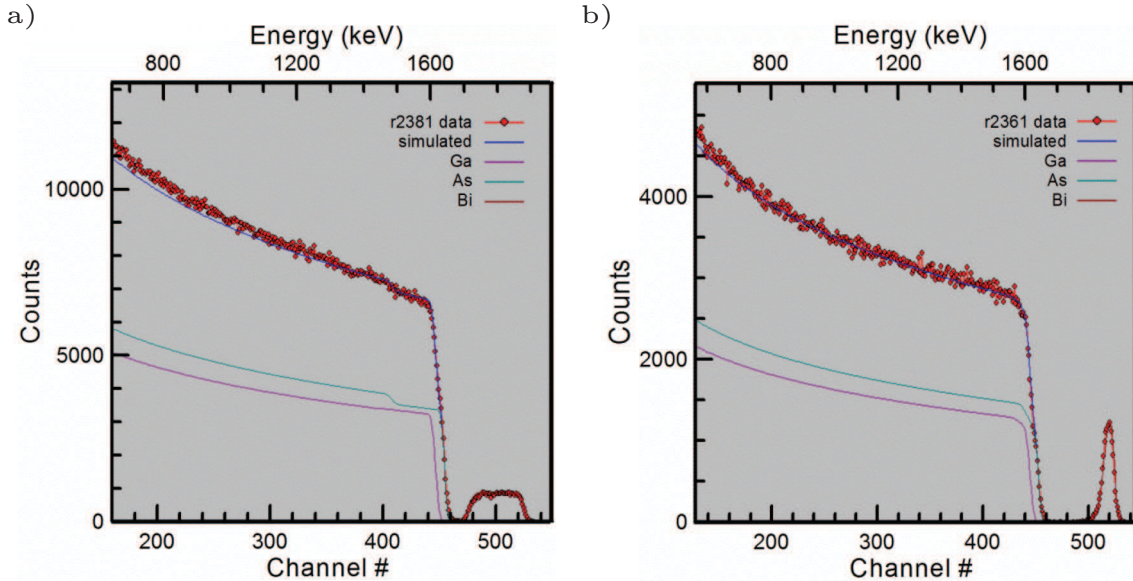 a)
Energy (keV)
800 1200 1600
r2381 data
simulated
Ga
As
Bi
10000
5000
0
Counts
200 300 400 500
Channel #
b)
Energy (keV)
800 1200 1600
r2361 data
simulated
Ga
As
Bi
4000
2000
0
Counts
200 300 400 500
Channel #